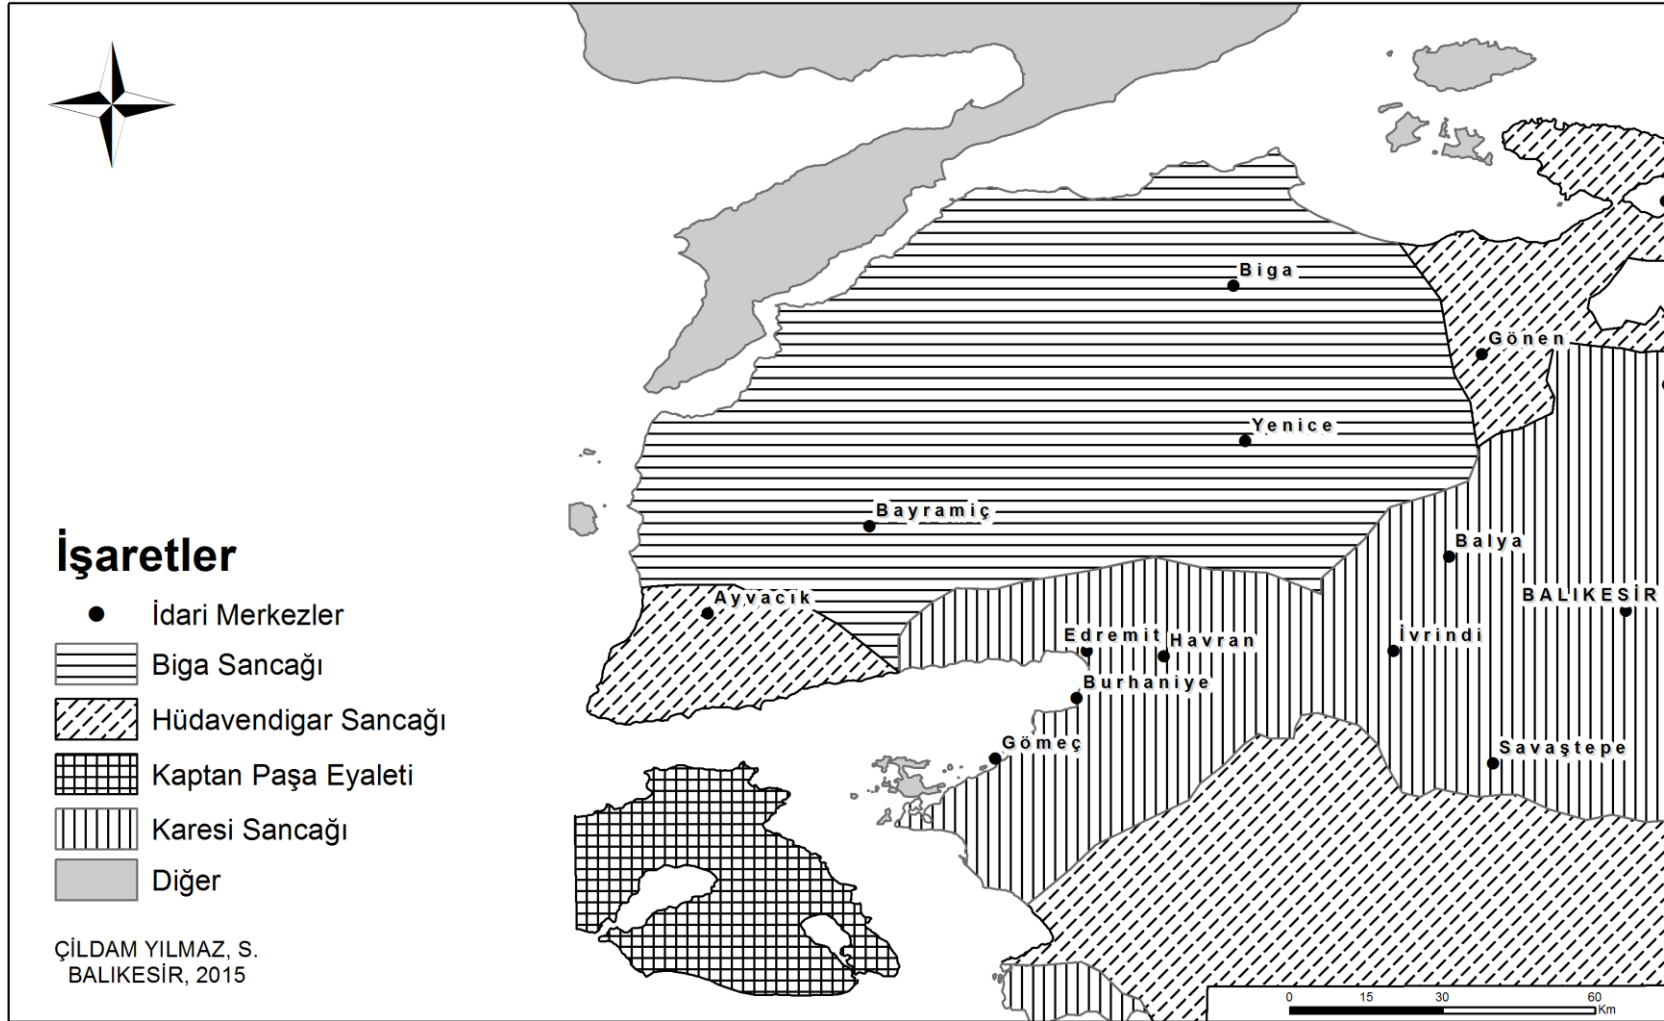 Biga
Gönen
Yenice
Bayramiç
Balya
Ayvacık
BALIKESİR
Edremit
Havran
İvrindi
Burhaniye
Gömeç
Savaştepe
İşaretler
İdari Merkezler
Biga Sancağı
Hüdavendigar Sancağı
Kaptan Paşa Eyaleti
Karesi Sancağı
Diğer
ÇİLDAM YILMAZ, S.
BALIKESİR, 2015
0 15 30 60
Km